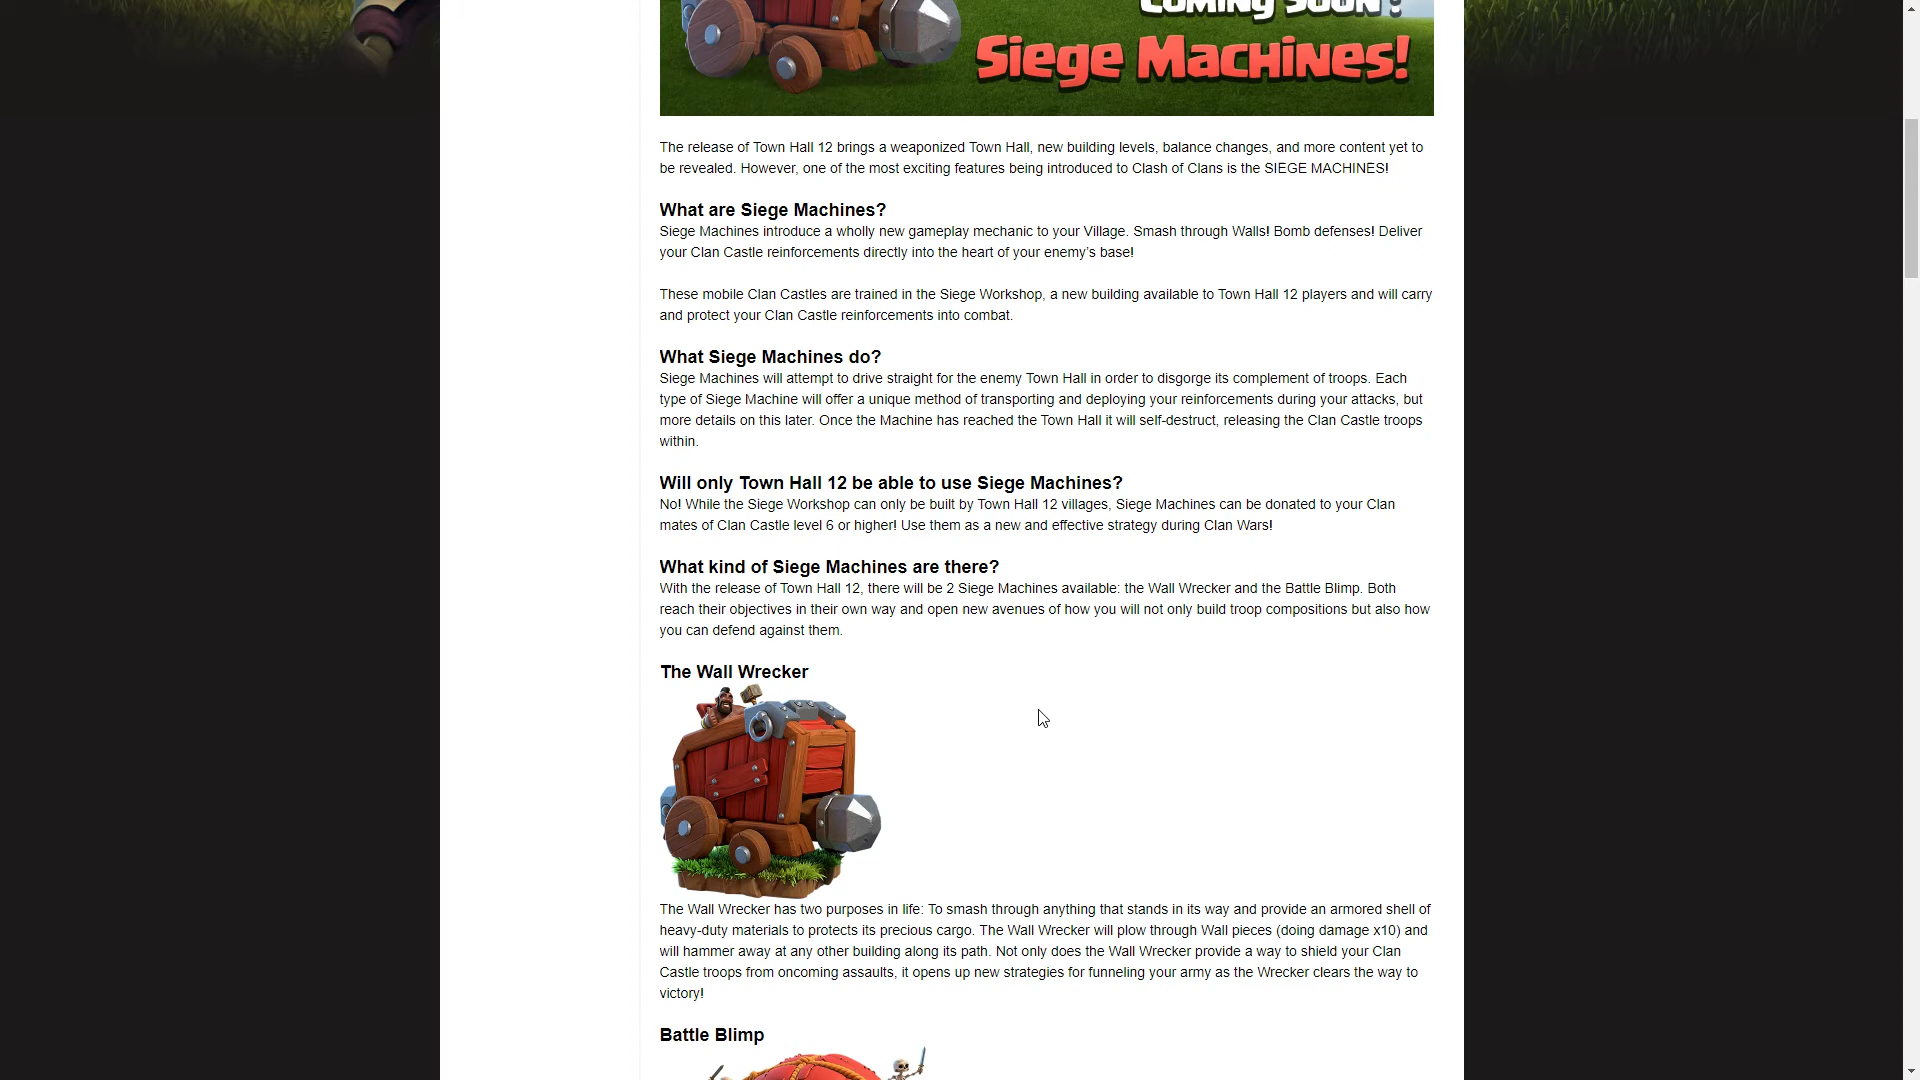 COMING SOON :
Siege Machines!
The release of Town Hall 12 brings a weaponized Town Hall, new building levels, balance changes, and more content yet to
be revealed. However, one of the most exciting features being introduced to Clash of Clans is the SIEGE MACHINES!
What are Siege Machines?
Siege Machines introduce a wholly new gameplay mechanic to your Village. Smash through Walls! Bomb defenses! Deliver
your Clan Castle reinforcements directly into the heart of your enemy’s base!
These mobile Clan Castles are trained in the Siege Workshop, a new building available to Town Hall 12 players and will carry
and protect your Clan Castle reinforcements into combat.
What Siege Machines do?
Siege Machines will attempt to drive straight for the enemy Town Hall in order to disgorge its complement of troops. Each
type of Siege Machine will offer a unique method of transporting and deploying your reinforcements during your attacks, but
more details on this later. Once the Machine has reached the Town Hall it will self-destruct, releasing the Clan Castle troops
within.
Will only Town Hall 12 be able to use Siege Machines?
No! While the Siege Workshop can only be built by Town Hall 12 villages, Siege Machines can be donated to your Clan
mates of Clan Castle level 6 or higher! Use them as a new and effective strategy during Clan Wars!
What kind of Siege Machines are there?
With the release of Town Hall 12, there will be 2 Siege Machines available: the Wall Wrecker and the Battle Blimp. Both
reach their objectives in their own way and open new avenues of how you will not only build troop compositions but also how
you can defend against them.
The Wall Wrecker
The Wall Wrecker has two purposes in life: To smash through anything that stands in its way and provide an armored shell of
heavy-duty materials to protects its precious cargo. The Wall Wrecker will plow through Wall pieces (doing damage x10) and
will hammer away at any other building along its path. Not only does the Wall Wrecker provide a way to shield your Clan
Castle troops from oncoming assaults, it opens up new strategies for funneling your army as the Wrecker clears the way to
victory!
Battle Blimp